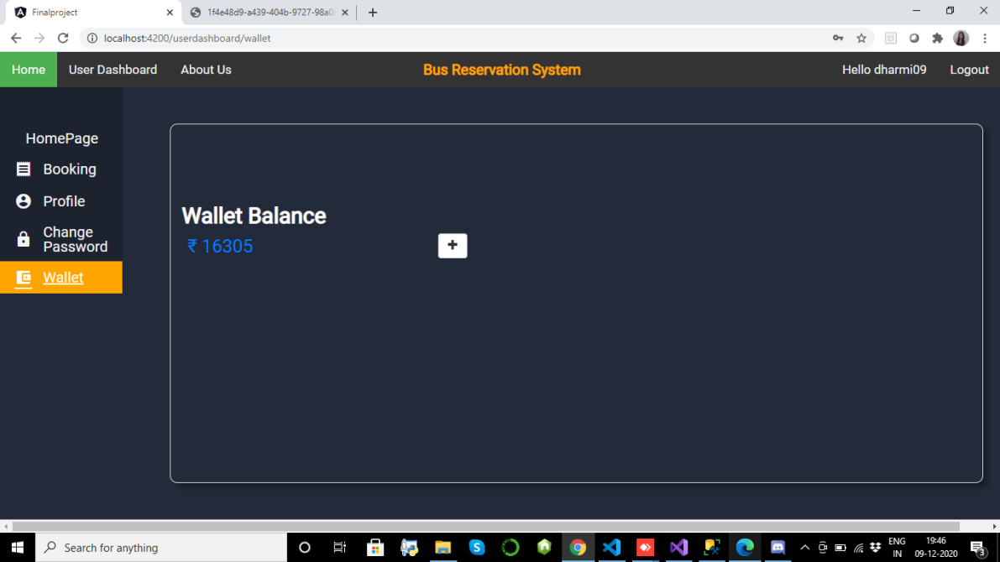 Finalproject
1f4e48d9-a439-404b-9727-98a0
localhost:4200/userdashboard/wallet
Home
User Dashboard
About Us
Bus Reservation System
Hello dharmi09
Logout
HomePage
Booking
Profile
Change
Password
Wallet
Wallet Balance
₹ 16305
+
Search for anything
ENG
IN
19:46
09-12-2020
3